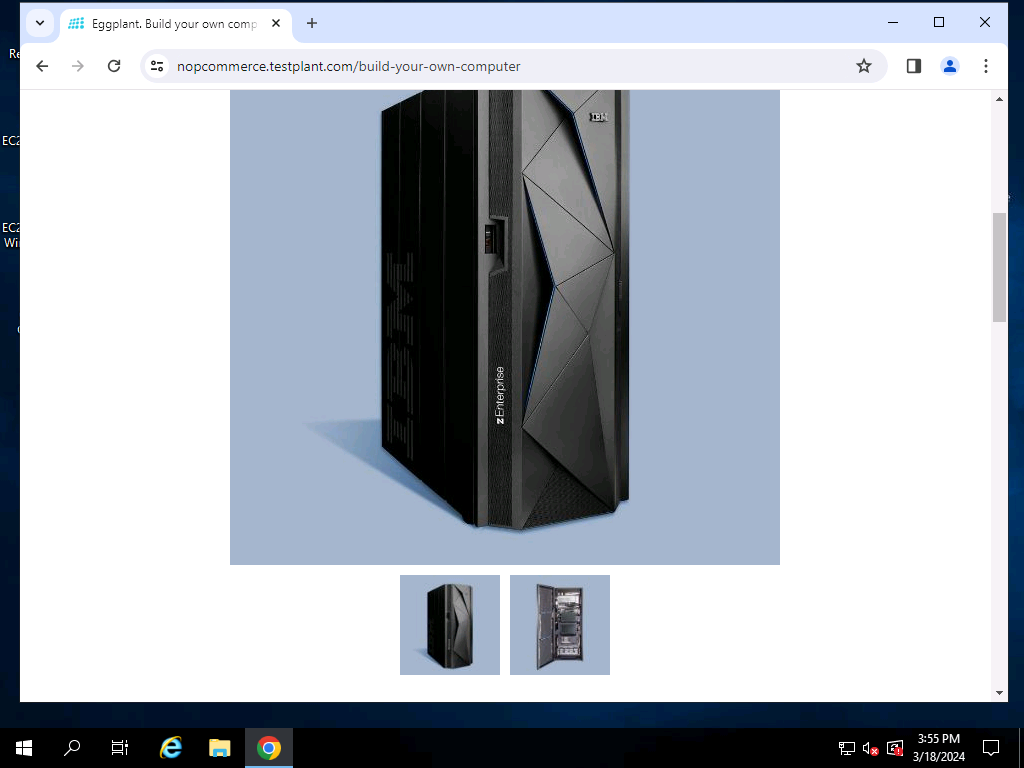 Eggplant. Build your own comp
nopcommerce.testplant.com/build-your-own-computer
Re
EC2
EC2
Wi
IBM
IBM
zEnterprise
3:55 PM
3/18/2024